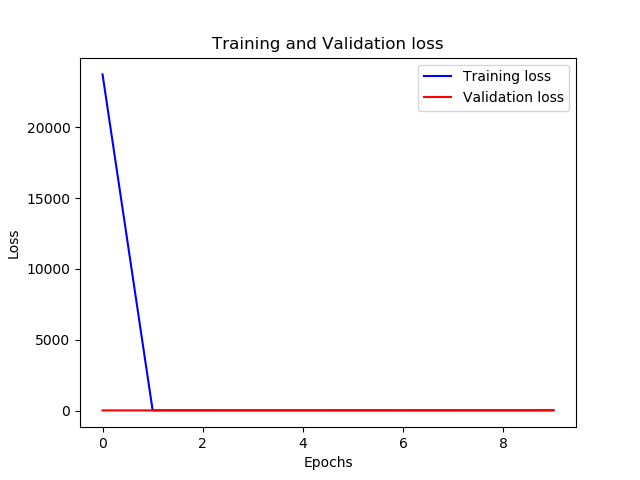 Training and Validation loss
Training loss
Validation loss
20000
15000
10000
5000
0
Loss
0 2 4 6 8
Epochs